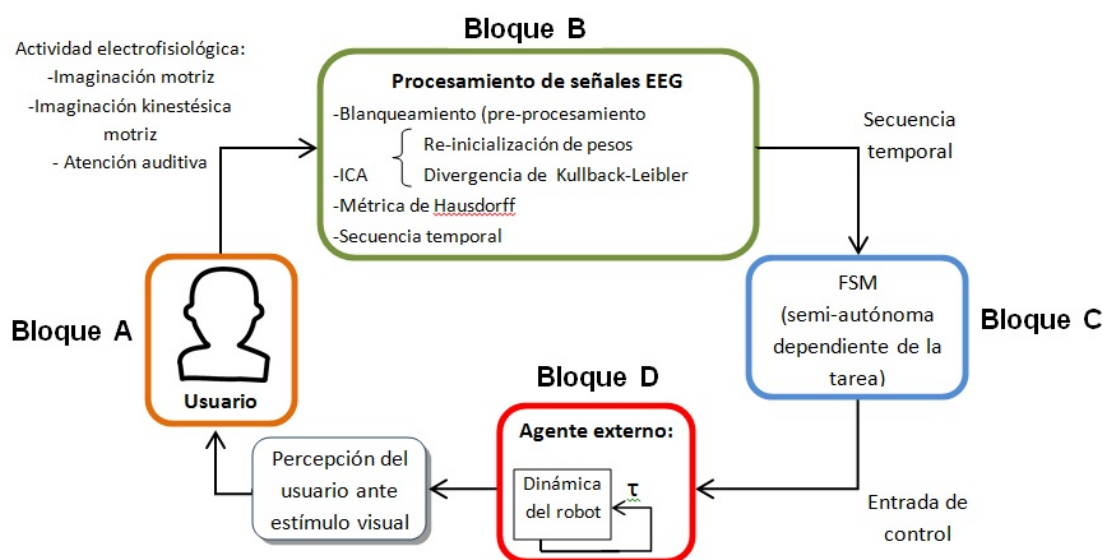 Bloque B
Actividad electrofisiológica:
-Imaginación motriz
-Imaginación kinestésica
motriz
- Atención auditiva
Procesamiento de señales EEG
-Blanqueamiento (pre-procesamiento
Re-inicialización de pesos
-ICA
Divergencia de Kullback-Leibler
-Métrica de Hausdorff
-Secuencia temporal
Secuencia
temporal
Bloque A
Usuario
FSM
(semi-autónoma
dependiente de la
tarea)
Bloque C
Bloque D
Agente externo:
Dinámica
del robot
τ
Percepción del
usuario ante
estímulo visual
Entrada de
control